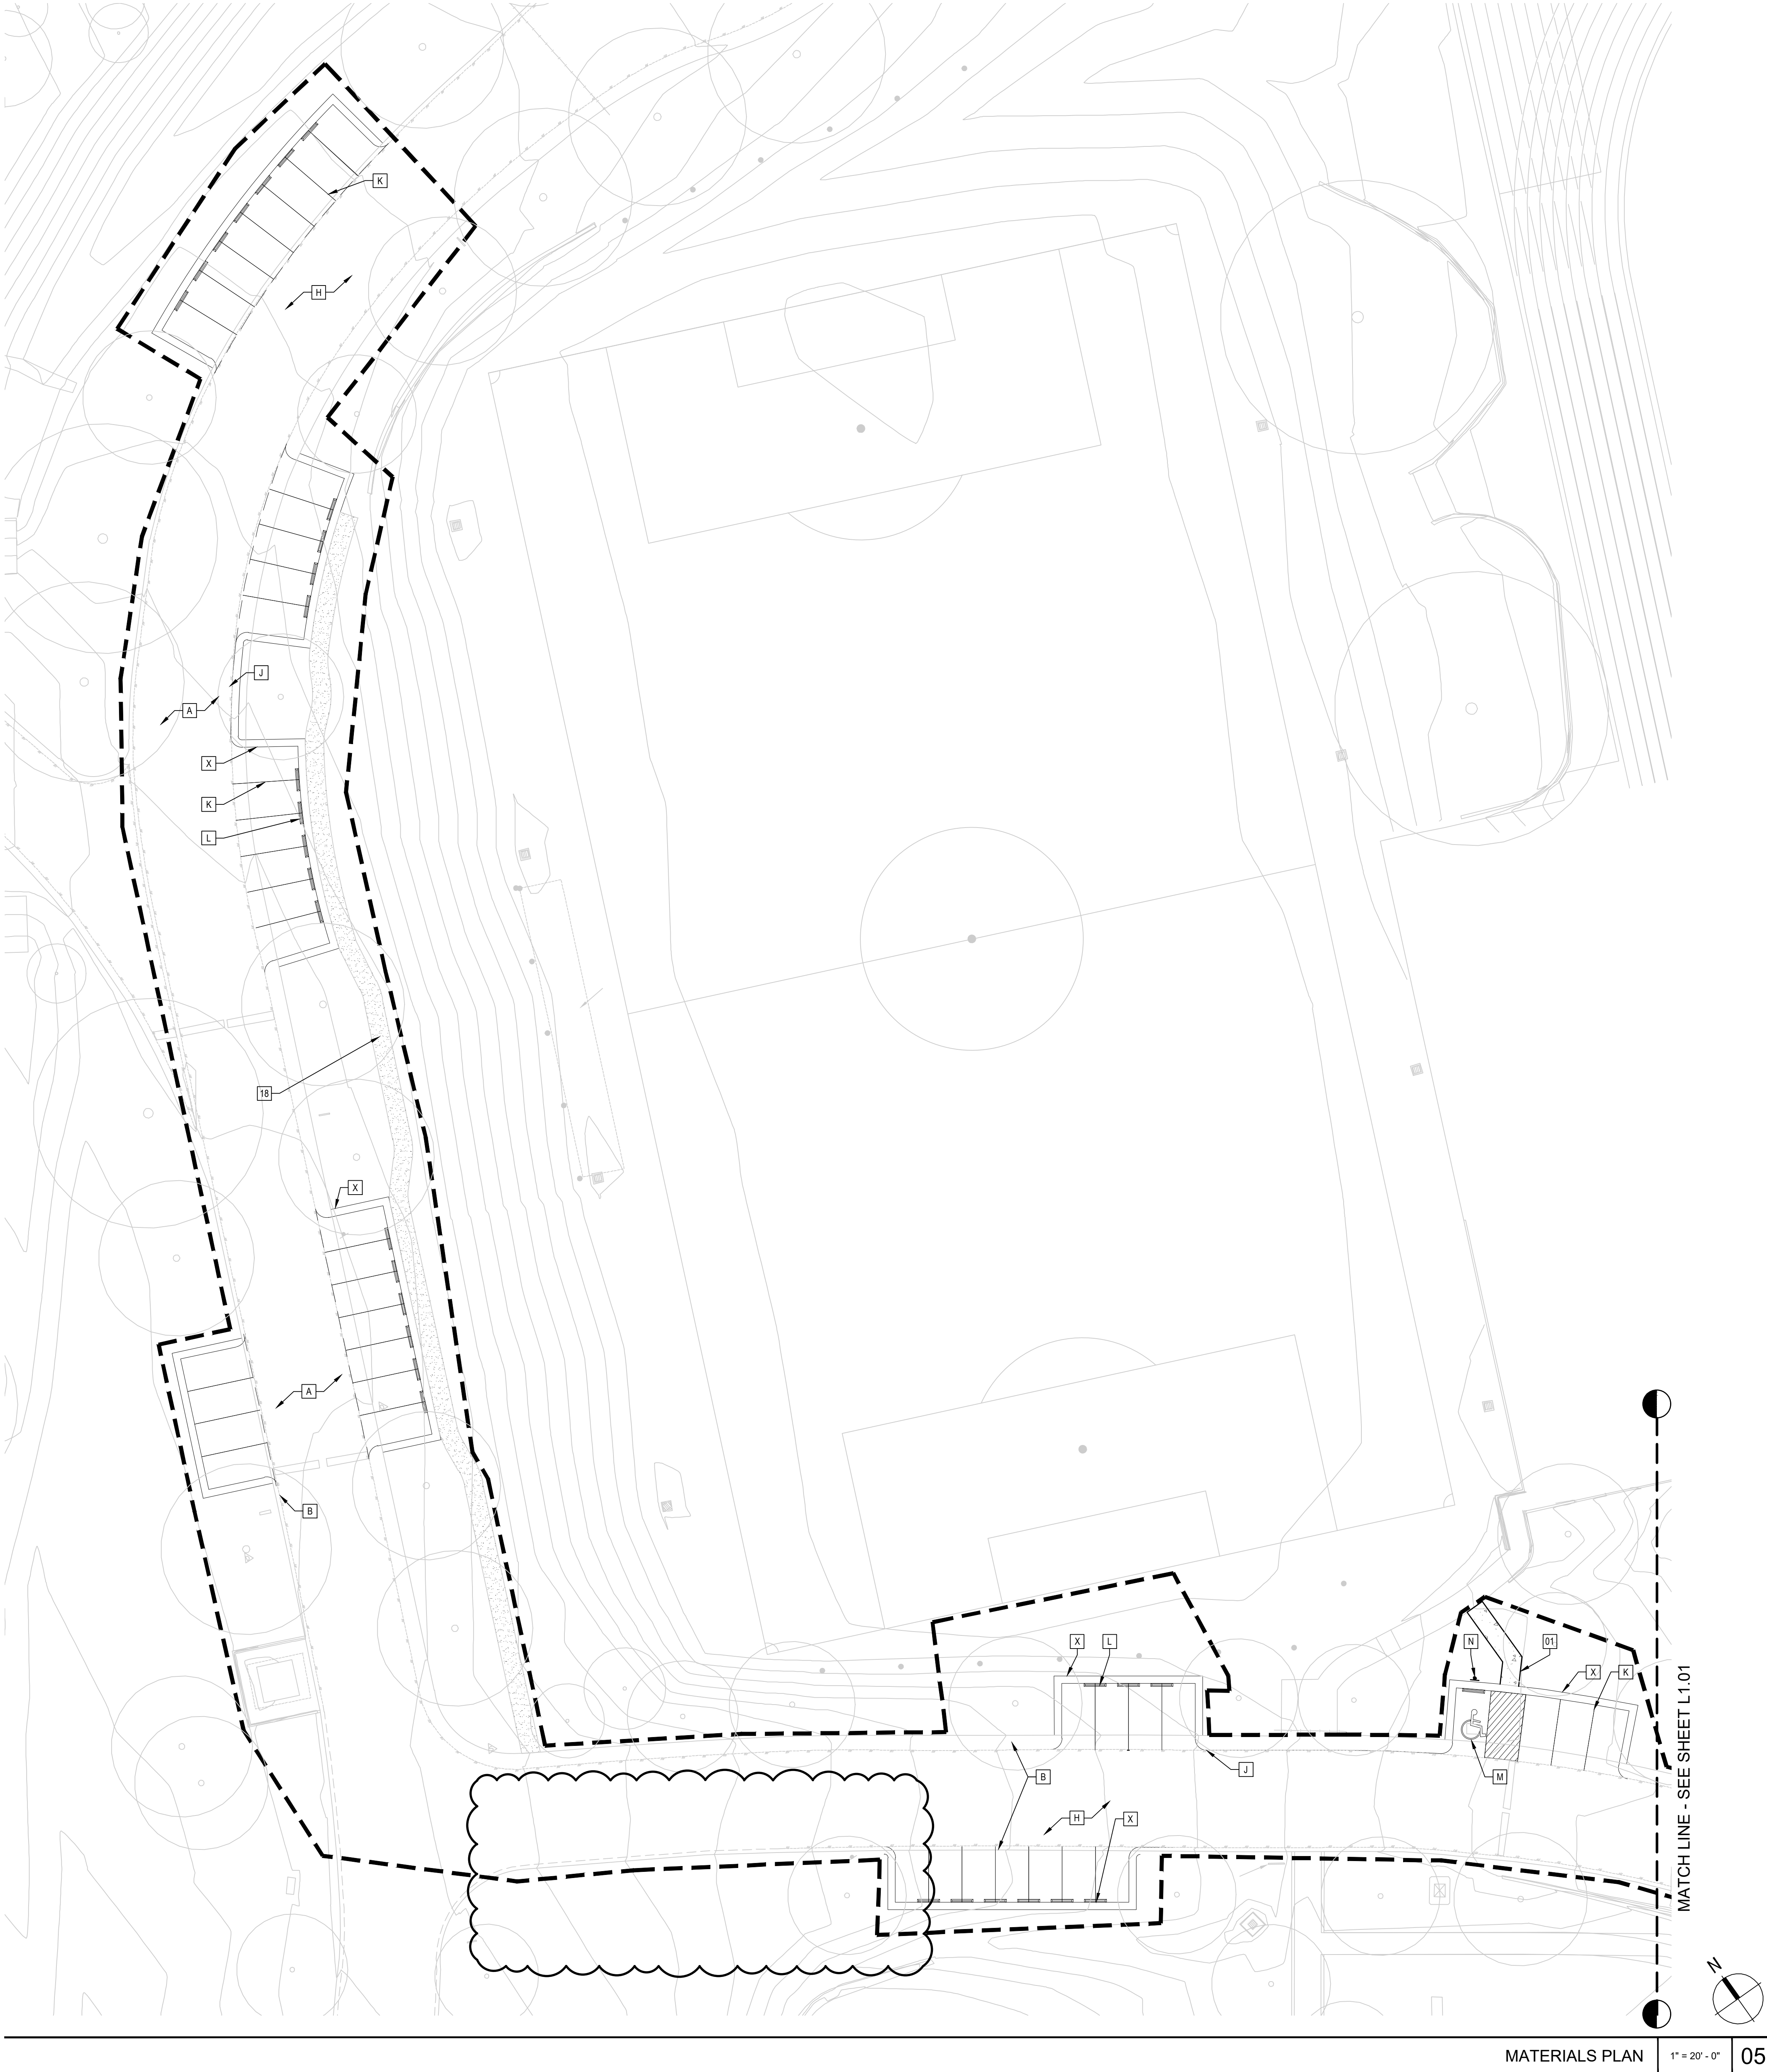 K
H
J
A
X
K
L
18
X
A
B
X
L
N
01
X
K
J
B
M
H
X
MATCH LINE - SEE SHEET L1.01
N
MATERIALS PLAN
1" = 20' - 0"
05